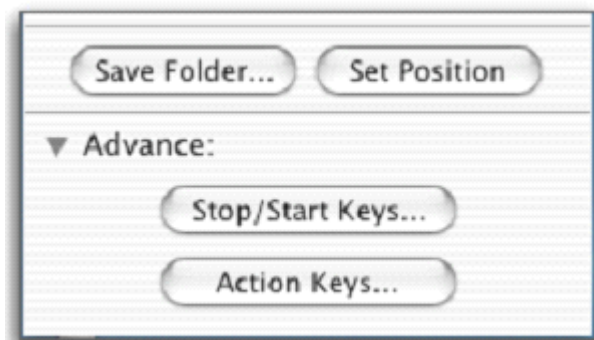 Save Folder... Set Position
Advance:
Stop/Start Keys...
Action Keys...